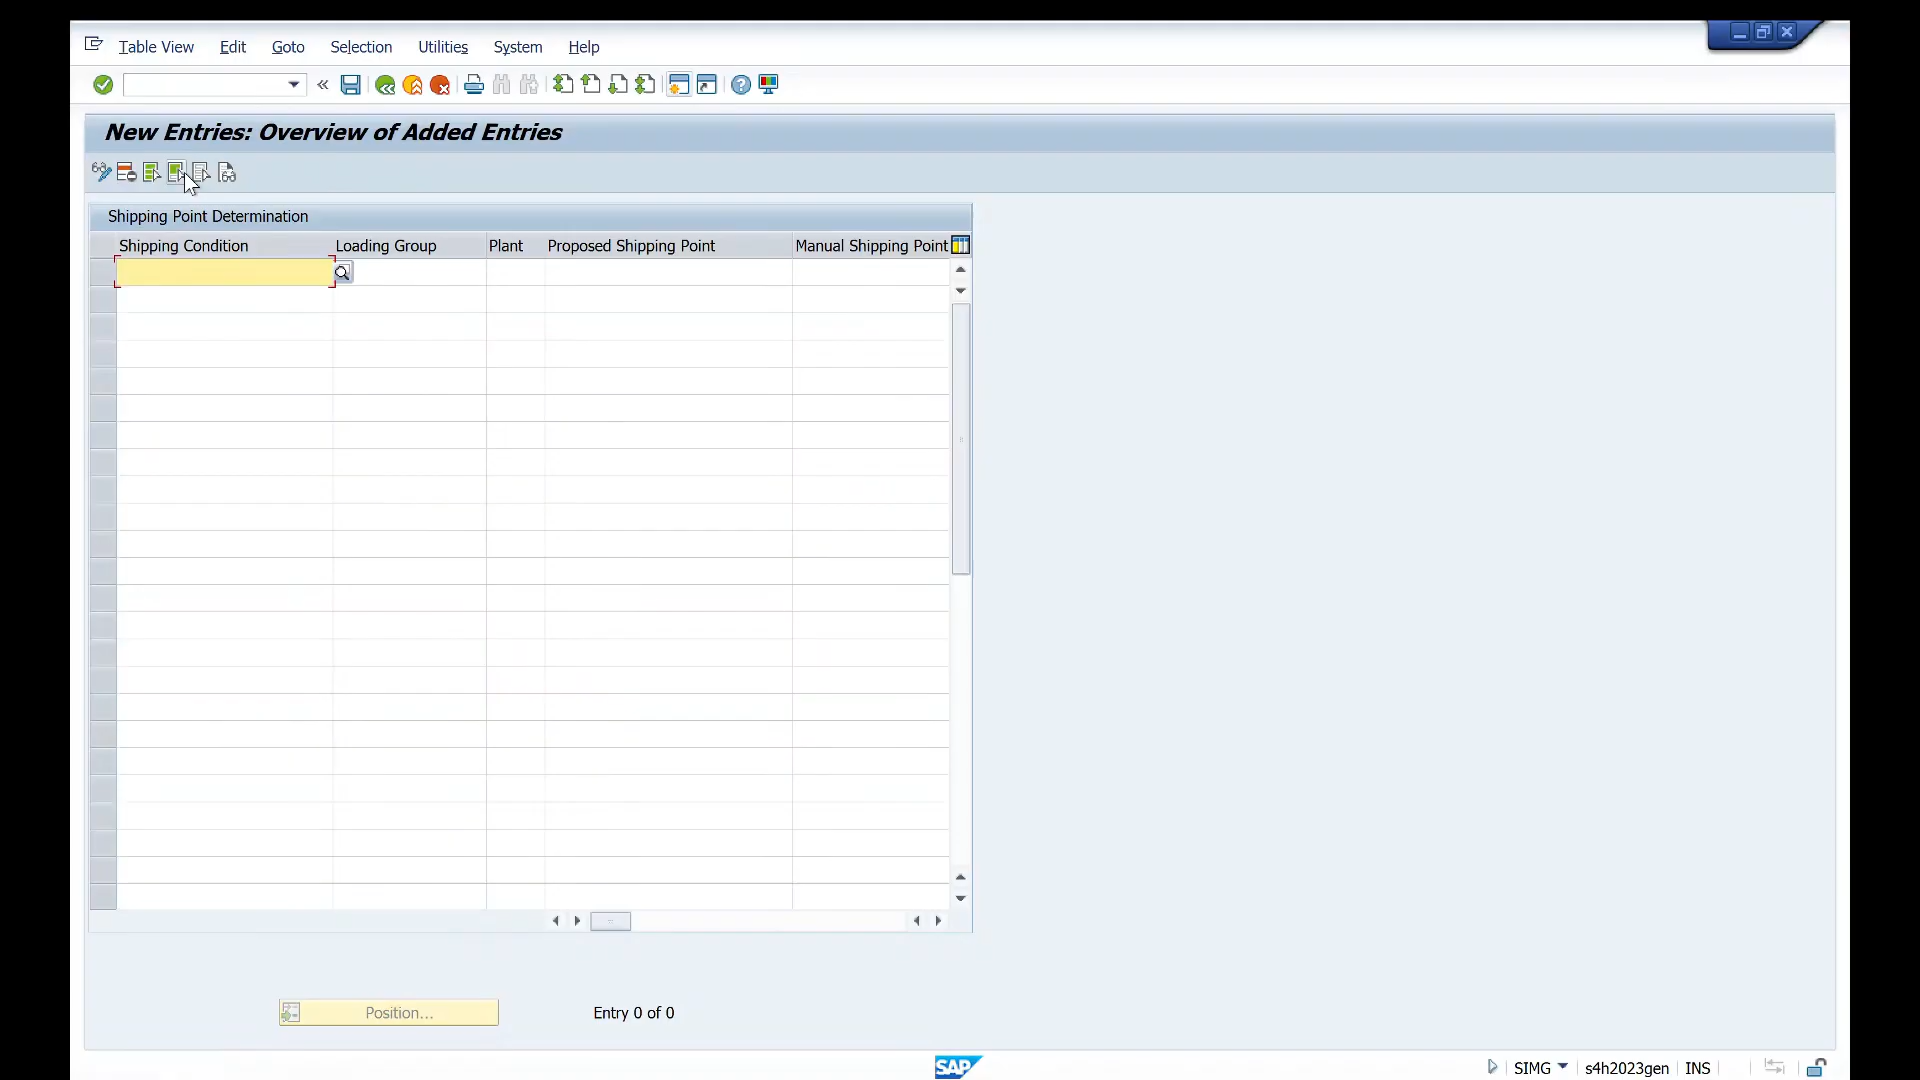 Table View Edit Goto Selection Utilities System Help
New Entries: Overview of Added Entries
Shipping Point Determination
Shipping Condition Loading Group Plant Proposed Shipping Point Manual Shipping Point
Position... Entry 0 of 0
SAP SIMG s4h2023gen INS